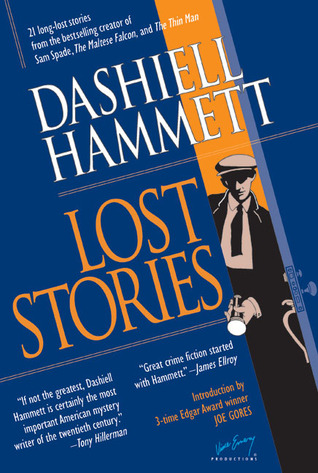 21 long-lost stories
from the bestselling creator of
Sam Spade, The Maltese Falcon, and The Thin Man
DASHIELL
HAMMETT
LOST
STORIES
"If not the greatest, Dashiell
Hammett is certainly the most
important American mystery
writer of the twentieth century."
—Tony Hillerman
"Great crime fiction started
with Hammett." —James Ellroy
Introduction by
3-time Edgar Award winner
JOE GORES
Vince Emery
PRODUCTIONS